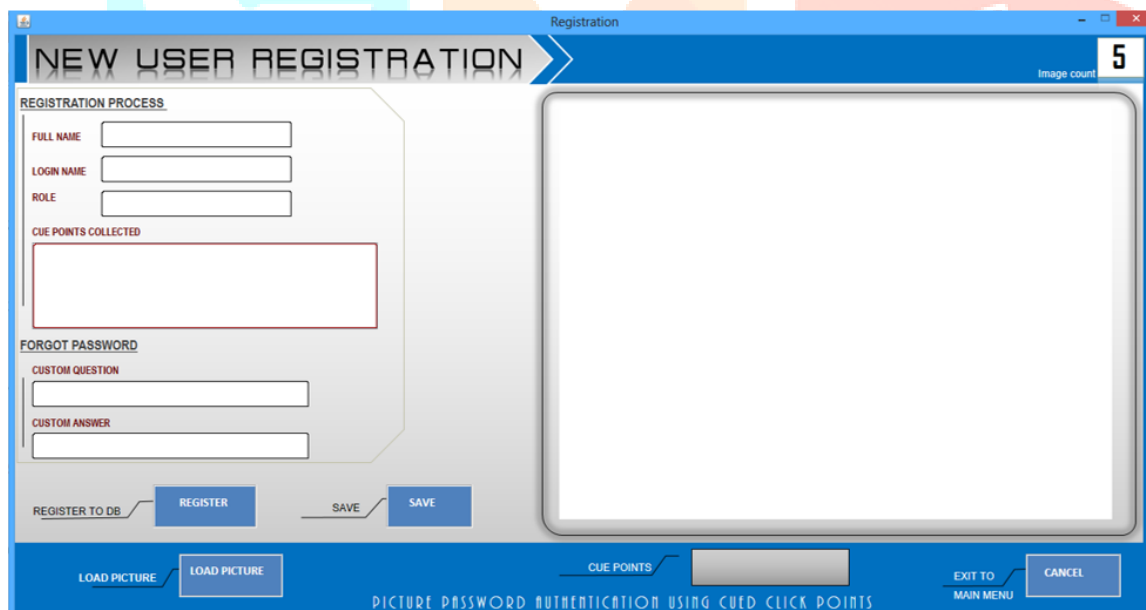 Registration
NEW USER REGISTRATION
Image count 5
REGISTRATION PROCESS
FULL NAME
LOGIN NAME
ROLE
CUE POINTS COLLECTED
FORGOT PASSWORD
CUSTOM QUESTION
CUSTOM ANSWER
REGISTER TO DB REGISTER SAVE SAVE
LOAD PICTURE LOAD PICTURE CUE POINTS EXIT TO MAIN MENU CANCEL
PICTURE PASSWORD AUTHENTICATION USING CUED CLICK POINTS